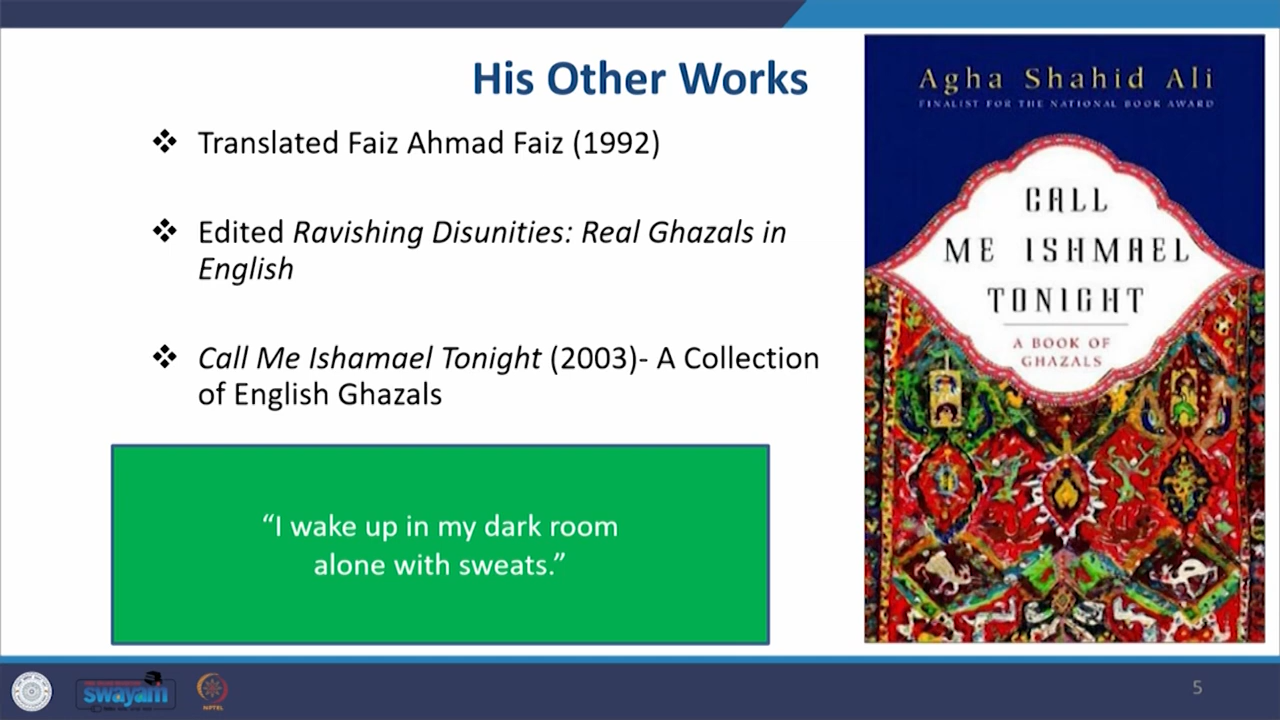 His Other Works
❖ Translated Faiz Ahmad Faiz (1992)
❖ Edited Ravishing Disunities: Real Ghazals in
English
❖ Call Me Ishamael Tonight (2003)- A Collection
of English Ghazals
“I wake up in my dark room
alone with sweats.”
Agha Shahid Ali
FINALIST FOR THE NATIONAL BOOK AWARD
CALL
ME ISHMAEL
TONIGHT
A BOOK OF
GHAZALS
swayam
NPTEL
5